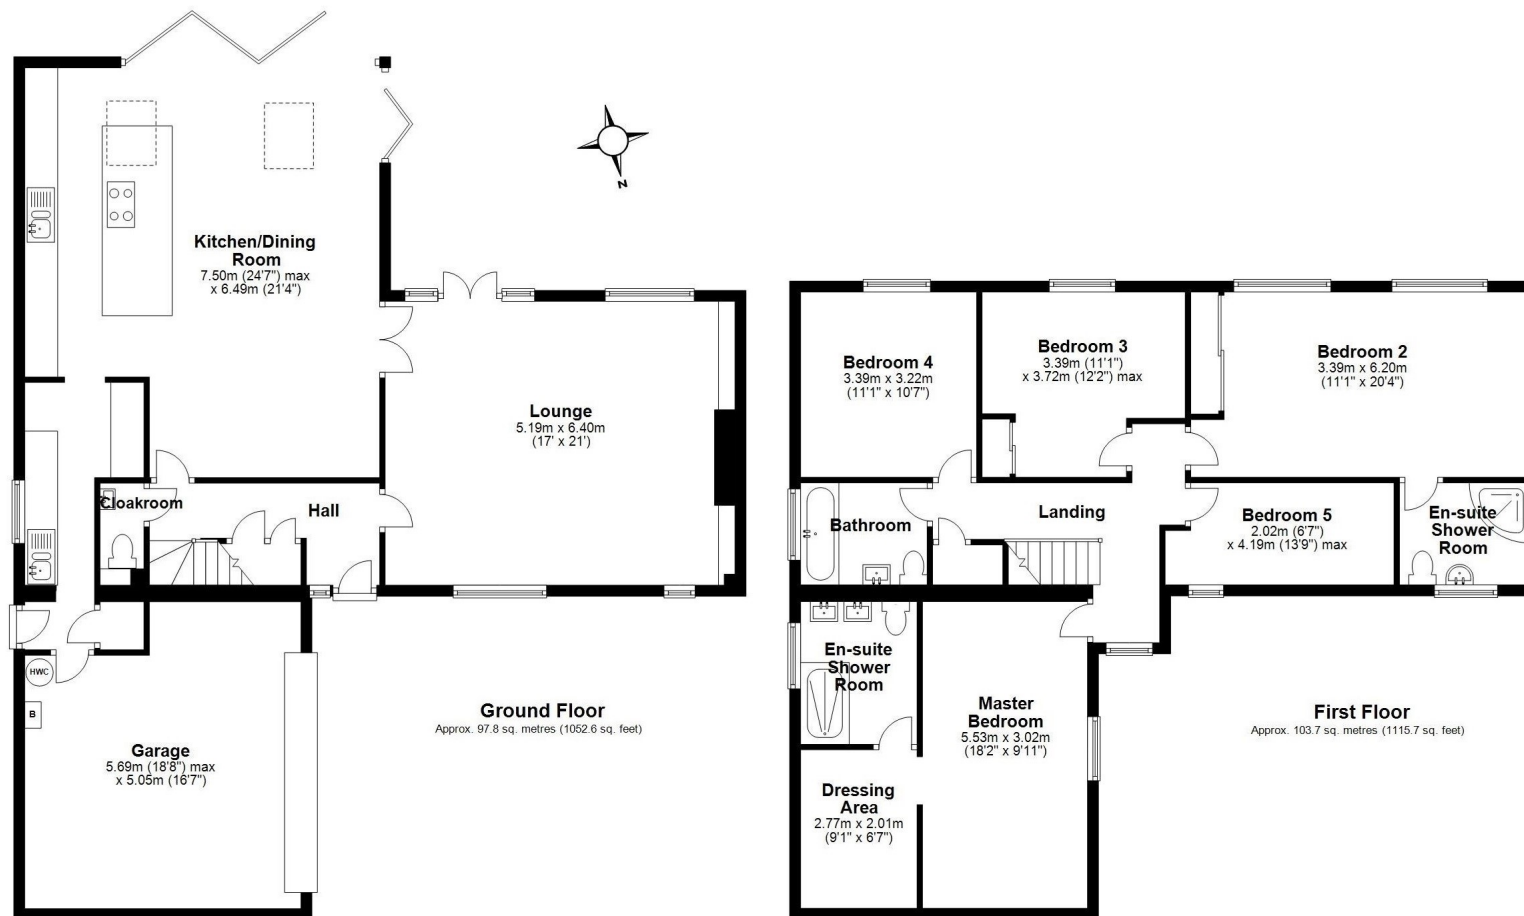 N
Kitchen/Dining
Room
7.50m (24'7") max
x 6.49m (21'4")
Lounge
5.19m x 6.40m
(17' x 21')
Cloakroom
Hall
HWC
B
Garage
5.69m (18'8") max
x 5.05m (16'7")
Ground Floor
Approx. 97.8 sq. metres (1052.6 sq. feet)
Bedroom 4
3.39m x 3.22m
(11'1" x 10'7")
Bedroom 3
3.39m (11'1")
x 3.72m (12'2") max
Bedroom 2
3.39m x 6.20m
(11'1" x 20'4")
Bathroom
Landing
Bedroom 5
2.02m (6'7")
x 4.19m (13'9") max
En-suite
Shower
Room
En-suite
Shower
Room
Master
Bedroom
5.53m x 3.02m
(18'2" x 9'11")
Dressing
Area
2.77m x 2.01m
(9'1" x 6'7")
First Floor
Approx. 103.7 sq. metres (1115.7 sq. feet)